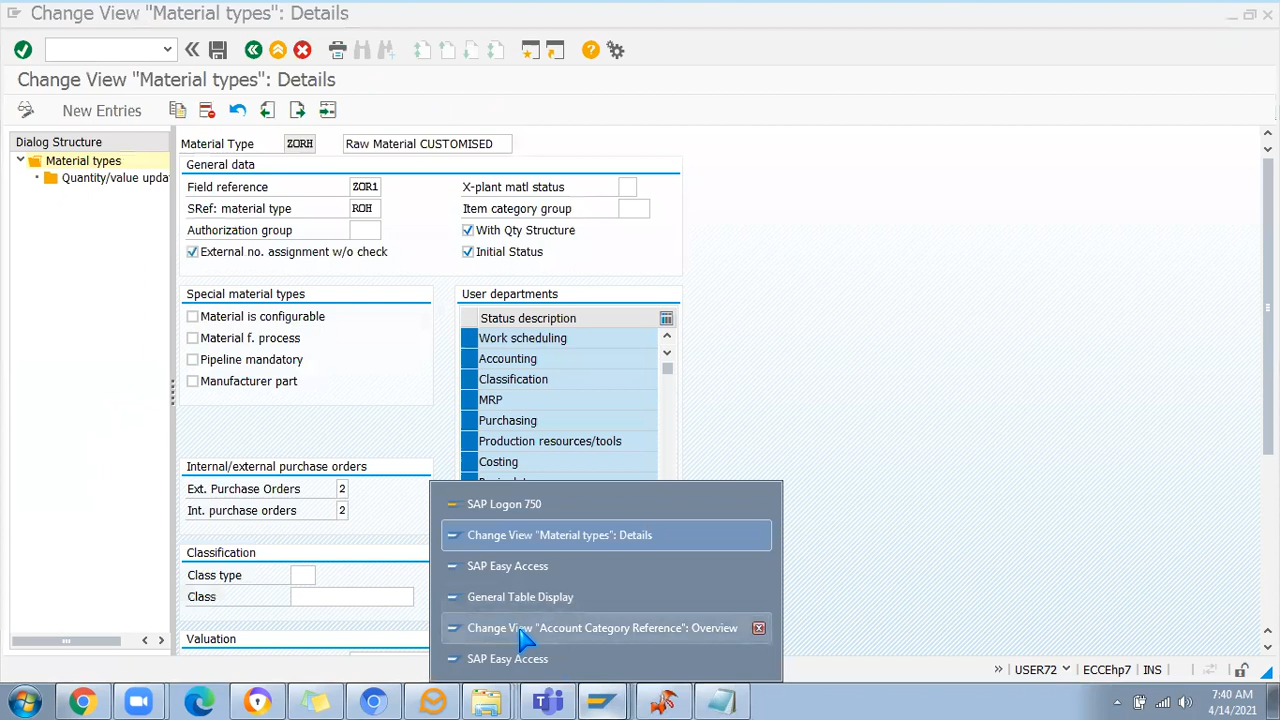 Change View "Material types": Details
Change View "Material types": Details
New Entries
Dialog Structure
Material types
Quantity/value upda
Material Type ZORH Raw Material CUSTOMISED
General data
Field reference ZOR1 X-plant matl status
SRef: material type ROH Item category group
Authorization group With Qty Structure
External no. assignment w/o check Initial Status
Special material types User departments
Status description
Material is configurable Work scheduling
Material f. process Accounting
Pipeline mandatory Classification
Manufacturer part MRP
Purchasing
Production resources/tools
Internal/external purchase orders Costing
Ext. Purchase Orders 2
Int. purchase orders 2
Classification
Class type
Class
Valuation
SAP Logon 750
Change View "Material types": Details
SAP Easy Access
General Table Display
Change View "Account Category Reference": Overview
SAP Easy Access
USER72 ECCEhp7 INS
7:40 AM
4/14/2021